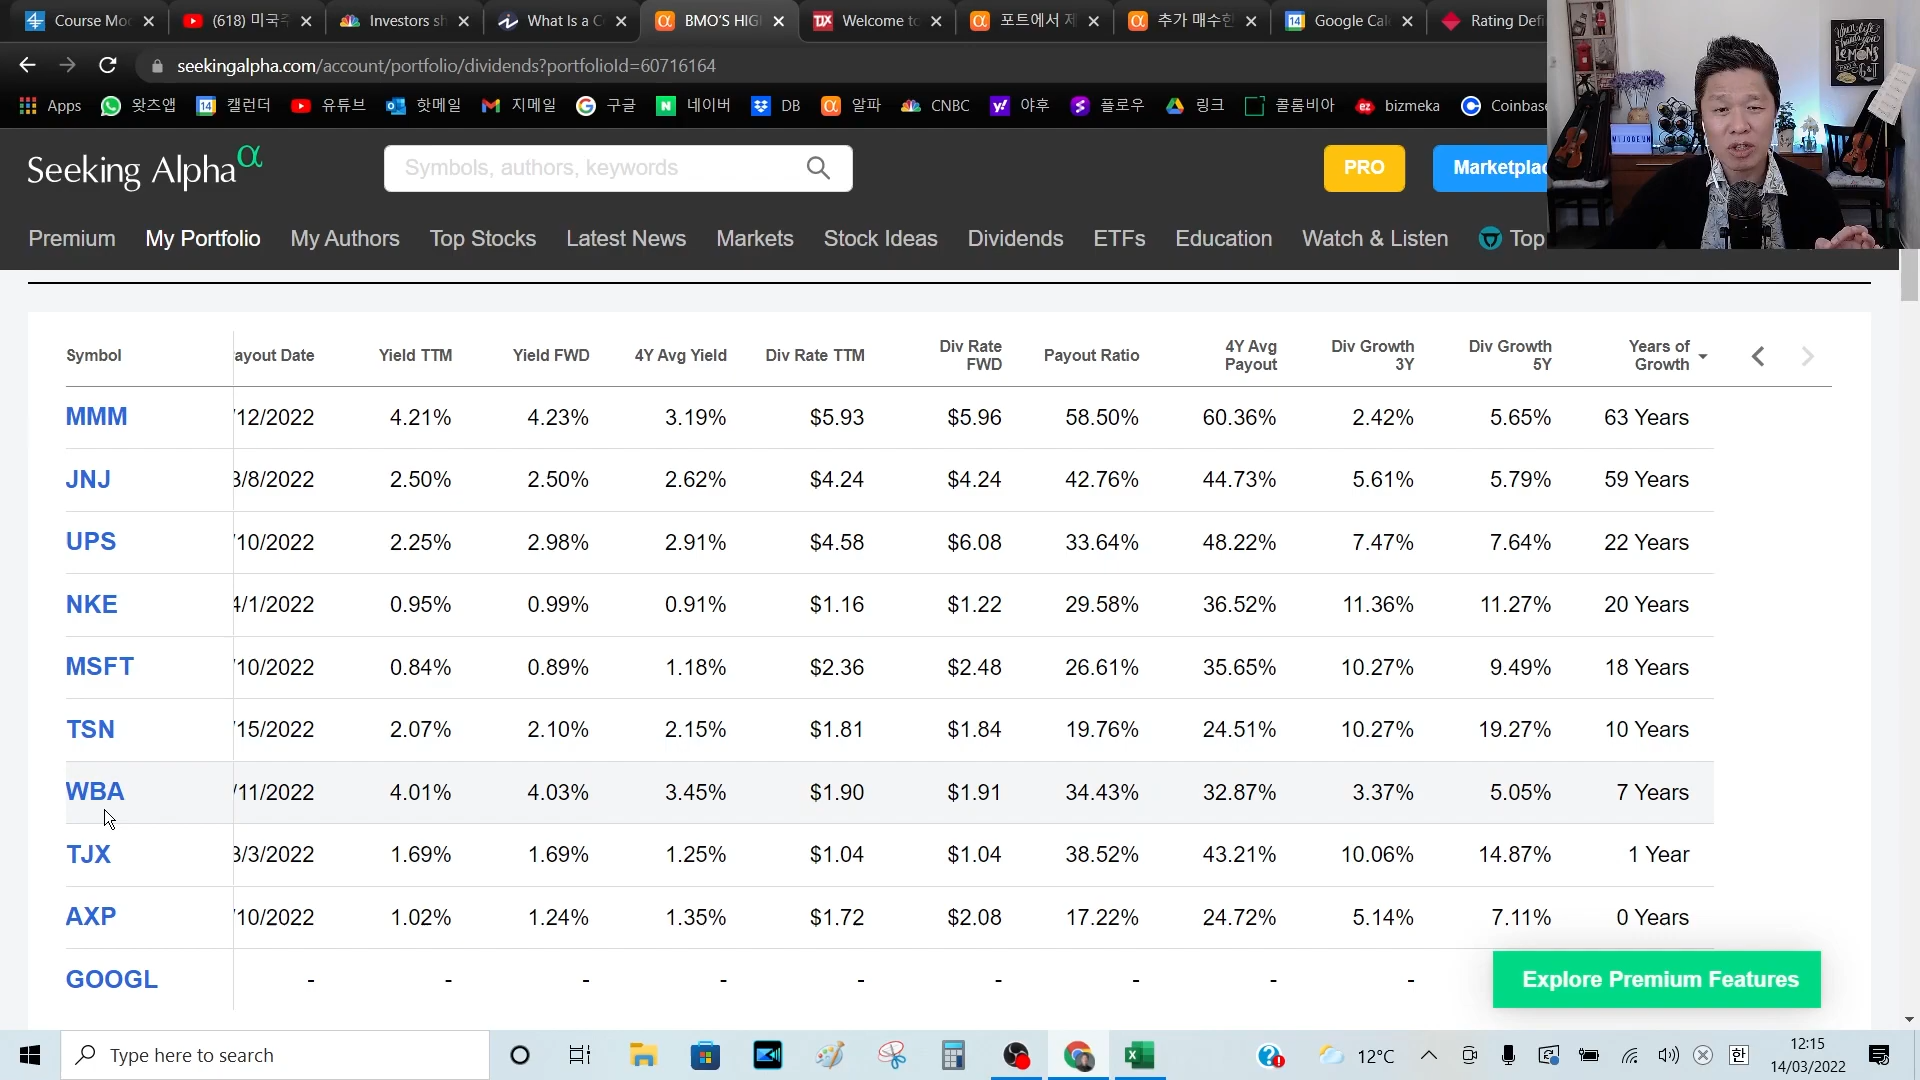 Course Mo
(618) 미국주
Investors sh
What Is a C
BMO'S HIG
Welcome to
포트에서 제
추가 매수한
Google Cal
Rating Defi
seekingalpha.com/account/portfolio/dividends?portfolioId=60716164
Apps 왓츠앱 캘린더 유튜브 핫메일 지메일 구글 네이버 DB 알파 CNBC 야후 플로우 링크 콜롬비아 bizmeka Coinbase
Seeking Alpha α
Symbols, authors, keywords
PRO
Marketplac
Premium My Portfolio My Authors Top Stocks Latest News Markets Stock Ideas Dividends ETFs Education Watch & Listen Top
Symbol ayout Date Yield TTM Yield FWD 4Y Avg Yield Div Rate TTM Div Rate FWD Payout Ratio 4Y Avg Payout Div Growth 3Y Div Growth 5Y Years of Growth
MMM /12/2022 4.21% 4.23% 3.19% $5.93 $5.96 58.50% 60.36% 2.42% 5.65% 63 Years
JNJ 3/8/2022 2.50% 2.50% 2.62% $4.24 $4.24 42.76% 44.73% 5.61% 5.79% 59 Years
UPS /10/2022 2.25% 2.98% 2.91% $4.58 $6.08 33.64% 48.22% 7.47% 7.64% 22 Years
NKE 4/1/2022 0.95% 0.99% 0.91% $1.16 $1.22 29.58% 36.52% 11.36% 11.27% 20 Years
MSFT /10/2022 0.84% 0.89% 1.18% $2.36 $2.48 26.61% 35.65% 10.27% 9.49% 18 Years
TSN /15/2022 2.07% 2.10% 2.15% $1.81 $1.84 19.76% 24.51% 10.27% 19.27% 10 Years
WBA /11/2022 4.01% 4.03% 3.45% $1.90 $1.91 34.43% 32.87% 3.37% 5.05% 7 Years
TJX 3/3/2022 1.69% 1.69% 1.25% $1.04 $1.04 38.52% 43.21% 10.06% 14.87% 1 Year
AXP /10/2022 1.02% 1.24% 1.35% $1.72 $2.08 17.22% 24.72% 5.14% 7.11% 0 Years
GOOGL - - - - - - - - -
Explore Premium Features
Type here to search
12°C
한
12:15
14/03/2022